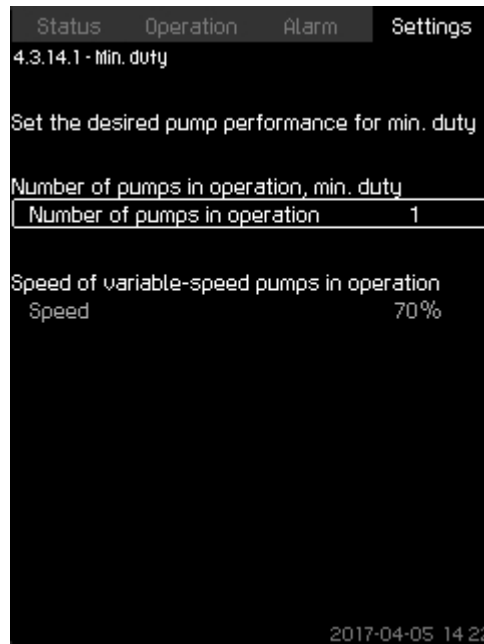 Status Operation Alarm Settings
4.3.14.1 - Min. duty
Set the desired pump performance for min. duty
Number of pumps in operation, min. duty
Number of pumps in operation 1
Speed of variable-speed pumps in operation
Speed 70%
2017-04-05 14 22